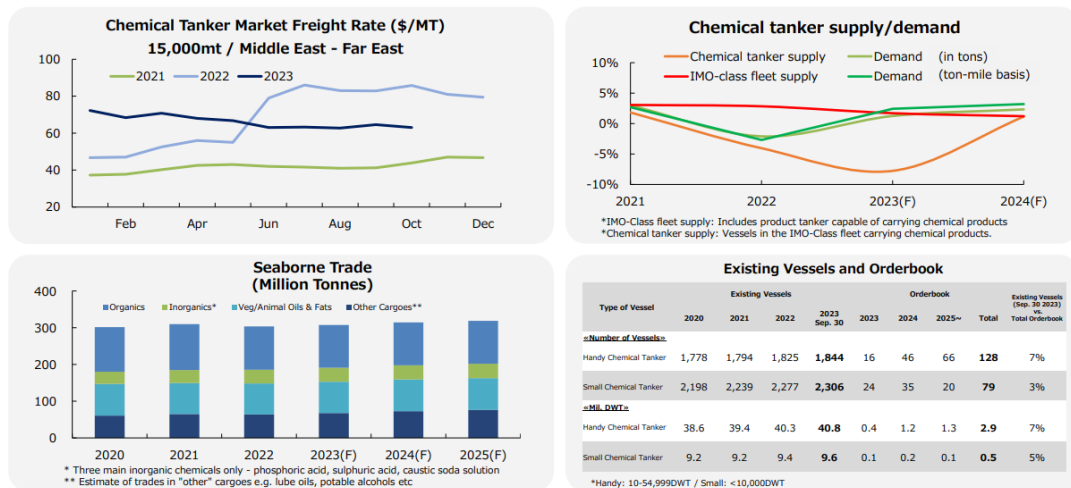 Chemical Tanker Market Freight Rate ($/MT)
15,000mt / Middle East - Far East
100
2021 2022 2023
80
60
40
20
Feb Apr Jun Aug Oct Dec
Chemical tanker supply/demand
Chemical tanker supply Demand (in tons)
IMO-class fleet supply Demand (ton-mile basis)
10%
5%
0%
-5%
-10%
2021 2022 2023(F) 2024(F)
*IMO-Class fleet supply: Includes product tanker capable of carrying chemical products
*Chemical tanker supply: Vessels in the IMO-Class fleet carrying chemical products.
Seaborne Trade
(Million Tonnes)
400
Organics Inorganics* Veg/Animal Oils & Fats Other Cargoes**
300
200
100
0
2020 2021 2022 2023(F) 2024(F) 2025(F)
* Three main inorganic chemicals only - phosphoric acid, sulphuric acid, caustic soda solution
** Estimate of trades in "other" cargoes e.g. lube oils, potable alcohols etc
Existing Vessels and Orderbook
Type of Vessel
Existing Vessels Orderbook
Existing Vessels
(Sep. 30 2023)
vs.
Total Orderbook
2020 2021 2022 2023 Sep. 30 2023 2024 2025~ Total
«Number of Vessels»
Handy Chemical Tanker 1,778 1,794 1,825 1,844 16 46 66 128 7%
Small Chemical Tanker 2,198 2,239 2,277 2,306 24 35 20 79 3%
«Mil. DWT»
Handy Chemical Tanker 38.6 39.4 40.3 40.8 0.4 1.2 1.3 2.9 7%
Small Chemical Tanker 9.2 9.2 9.4 9.6 0.1 0.2 0.1 0.5 5%
*Handy: 10-54,999DWT / Small: <10,000DWT